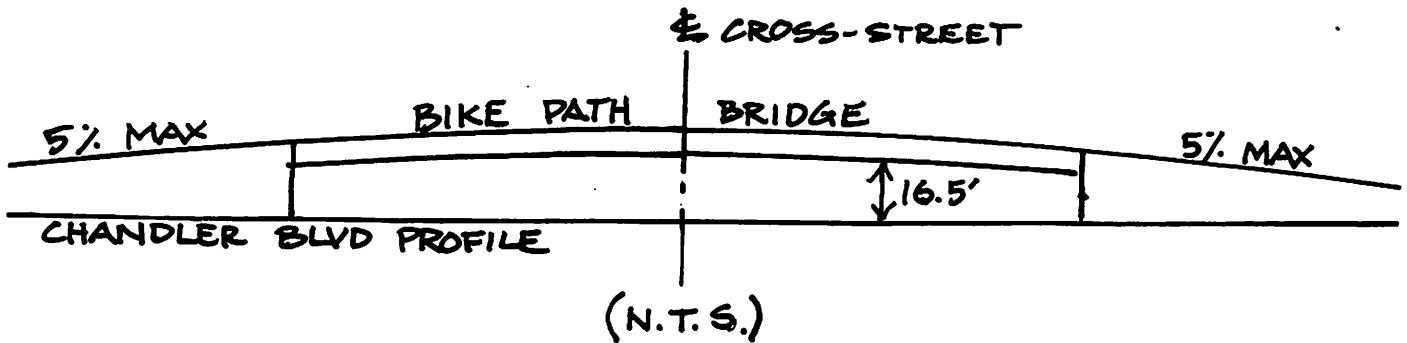 ℄ CROSS-STREET
BIKE PATH BRIDGE
5% MAX
5% MAX
16.5'
CHANDLER BLVD PROFILE
(N.T.S.)